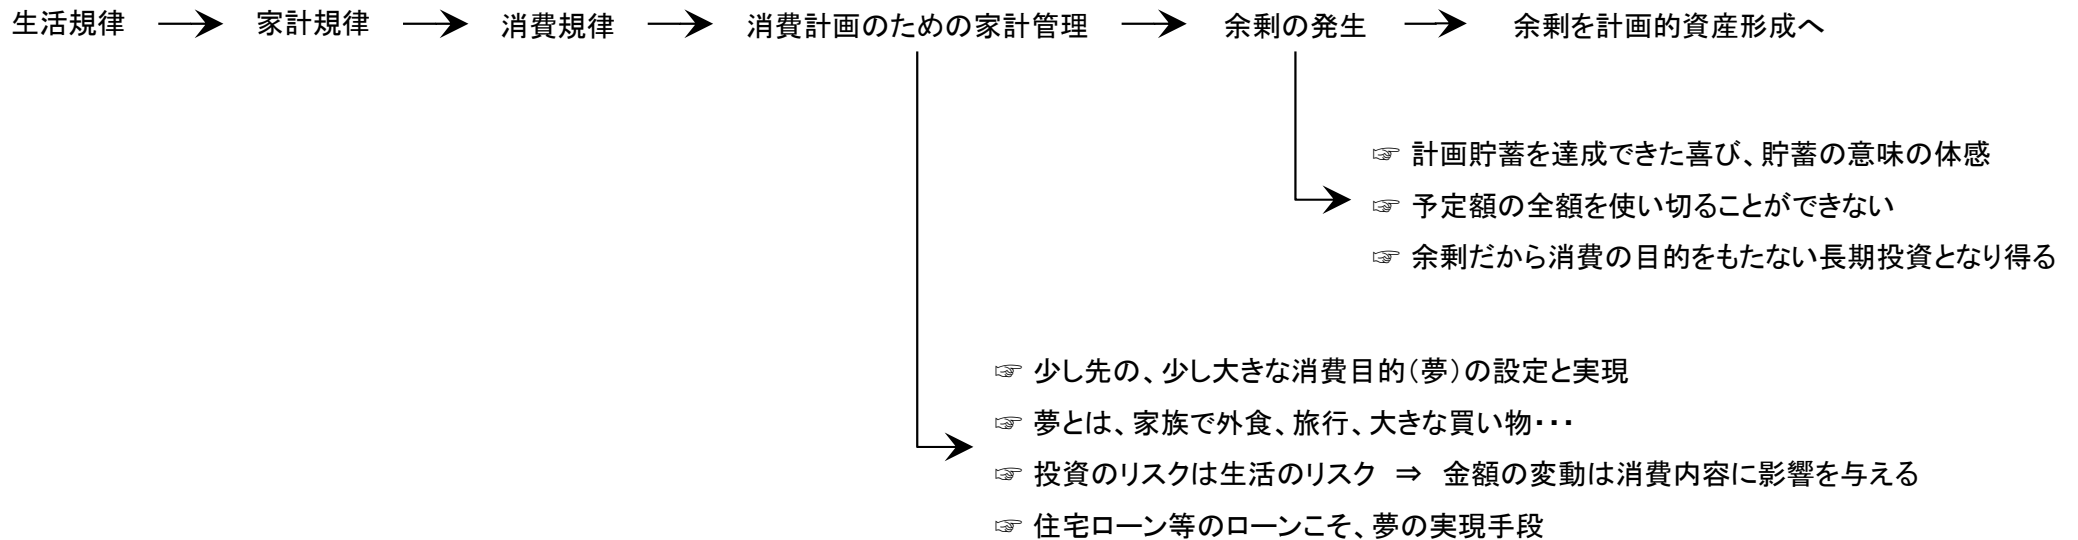 生活規律 → 家計規律 → 消費規律 → 消費計画のための家計管理 → 余剰の発生 → 余剰を計画的資産形成へ
☞ 計画貯蓄を達成できた喜び、貯蓄の意味の体感
☞ 予定額の全額を使い切ることができない
☞ 余剰だから消費の目的をもたない長期投資となり得る
☞ 少し先の、少し大きな消費目的(夢)の設定と実現
☞ 夢とは、家族で外食、旅行、大きな買い物・・・
☞ 投資のリスクは生活のリスク ⇒ 金額の変動は消費内容に影響を与える
☞ 住宅ローン等のローンこそ、夢の実現手段